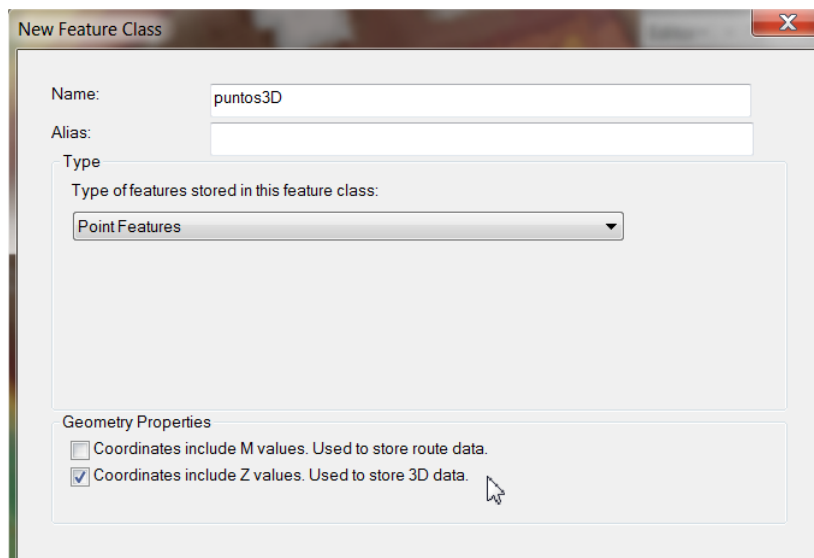 New Feature Class
Name:
puntos3D
Alias:
Type
Type of features stored in this feature class:
Point Features
Geometry Properties
Coordinates include M values. Used to store route data.
Coordinates include Z values. Used to store 3D data.